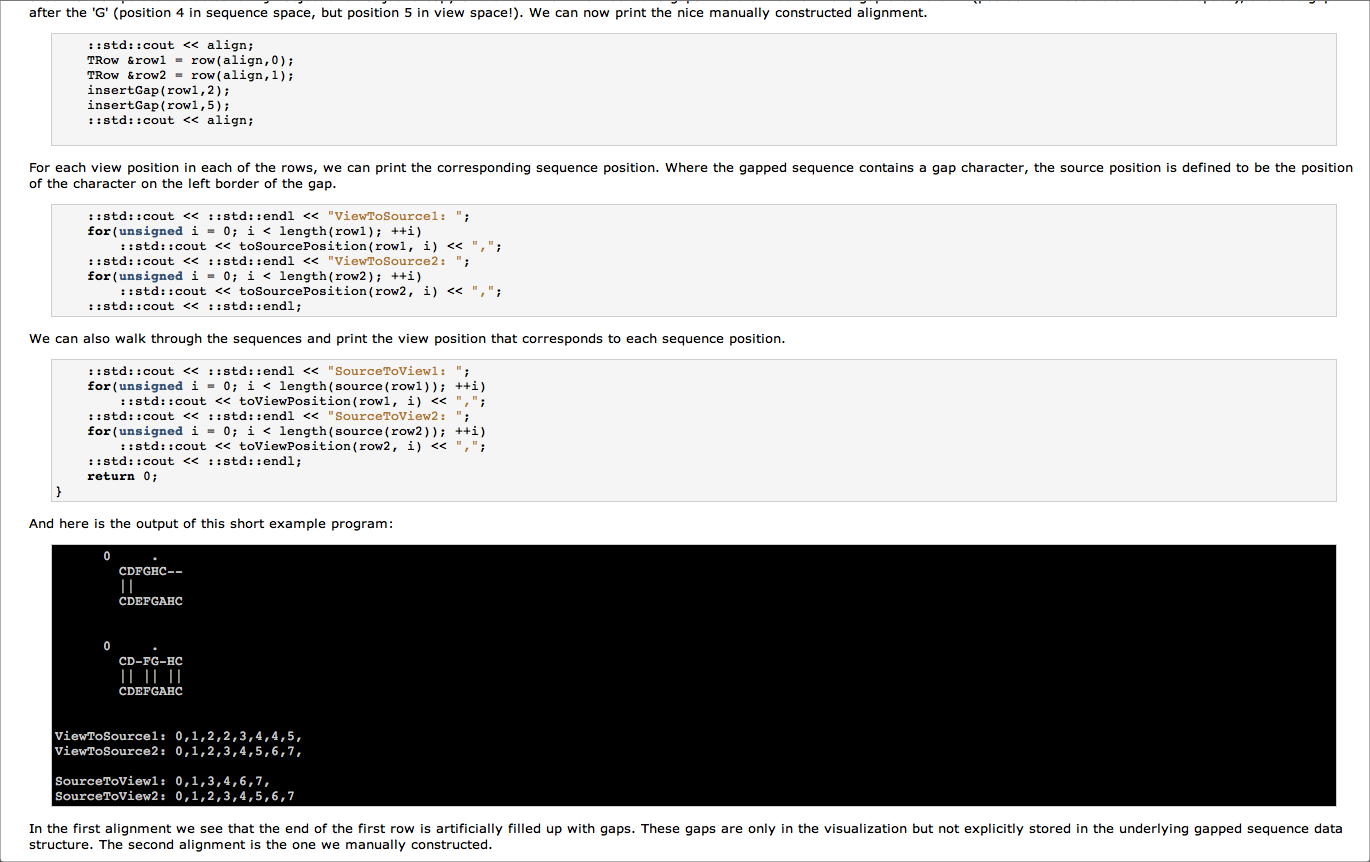 after the 'G' (position 4 in sequence space, but position 5 in view space!). We can now print the nice manually constructed alignment.
::std::cout << align;
TRow &row1 = row(align,0);
TRow &row2 = row(align,1);
insertGap(row1,2);
insertGap(row1,5);
::std::cout << align;
For each view position in each of the rows, we can print the corresponding sequence position. Where the gapped sequence contains a gap character, the source position is defined to be the position
of the character on the left border of the gap.
::std::cout << ::std::endl << "ViewToSource1: ";
for(unsigned i = 0; i < length(row1); ++i)
::std::cout << toSourcePosition(row1, i) << ",";
::std::cout << ::std::endl << "ViewToSource2: ";
for(unsigned i = 0; i < length(row2); ++i)
::std::cout << toSourcePosition(row2, i) << ",";
::std::cout << ::std::endl;
We can also walk through the sequences and print the view position that corresponds to each sequence position.
::std::cout << ::std::endl << "SourceToView1: ";
for(unsigned i = 0; i < length(source(row1)); ++i)
::std::cout << toViewPosition(row1, i) << ",";
::std::cout << ::std::endl << "SourceToView2: ";
for(unsigned i = 0; i < length(source(row2)); ++i)
::std::cout << toViewPosition(row2, i) << ",";
::std::cout << ::std::endl;
return 0;
}
And here is the output of this short example program:
0     .
CDFGHC--
||
CDEFGAHC
0     .
CD-FG-HC
|| || ||
CDEFGAHC
ViewToSource1: 0,1,2,2,3,4,4,5,
ViewToSource2: 0,1,2,3,4,5,6,7,
SourceToView1: 0,1,3,4,6,7,
SourceToView2: 0,1,2,3,4,5,6,7
In the first alignment we see that the end of the first row is artificially filled up with gaps. These gaps are only in the visualization but not explicitly stored in the underlying gapped sequence data
structure. The second alignment is the one we manually constructed.